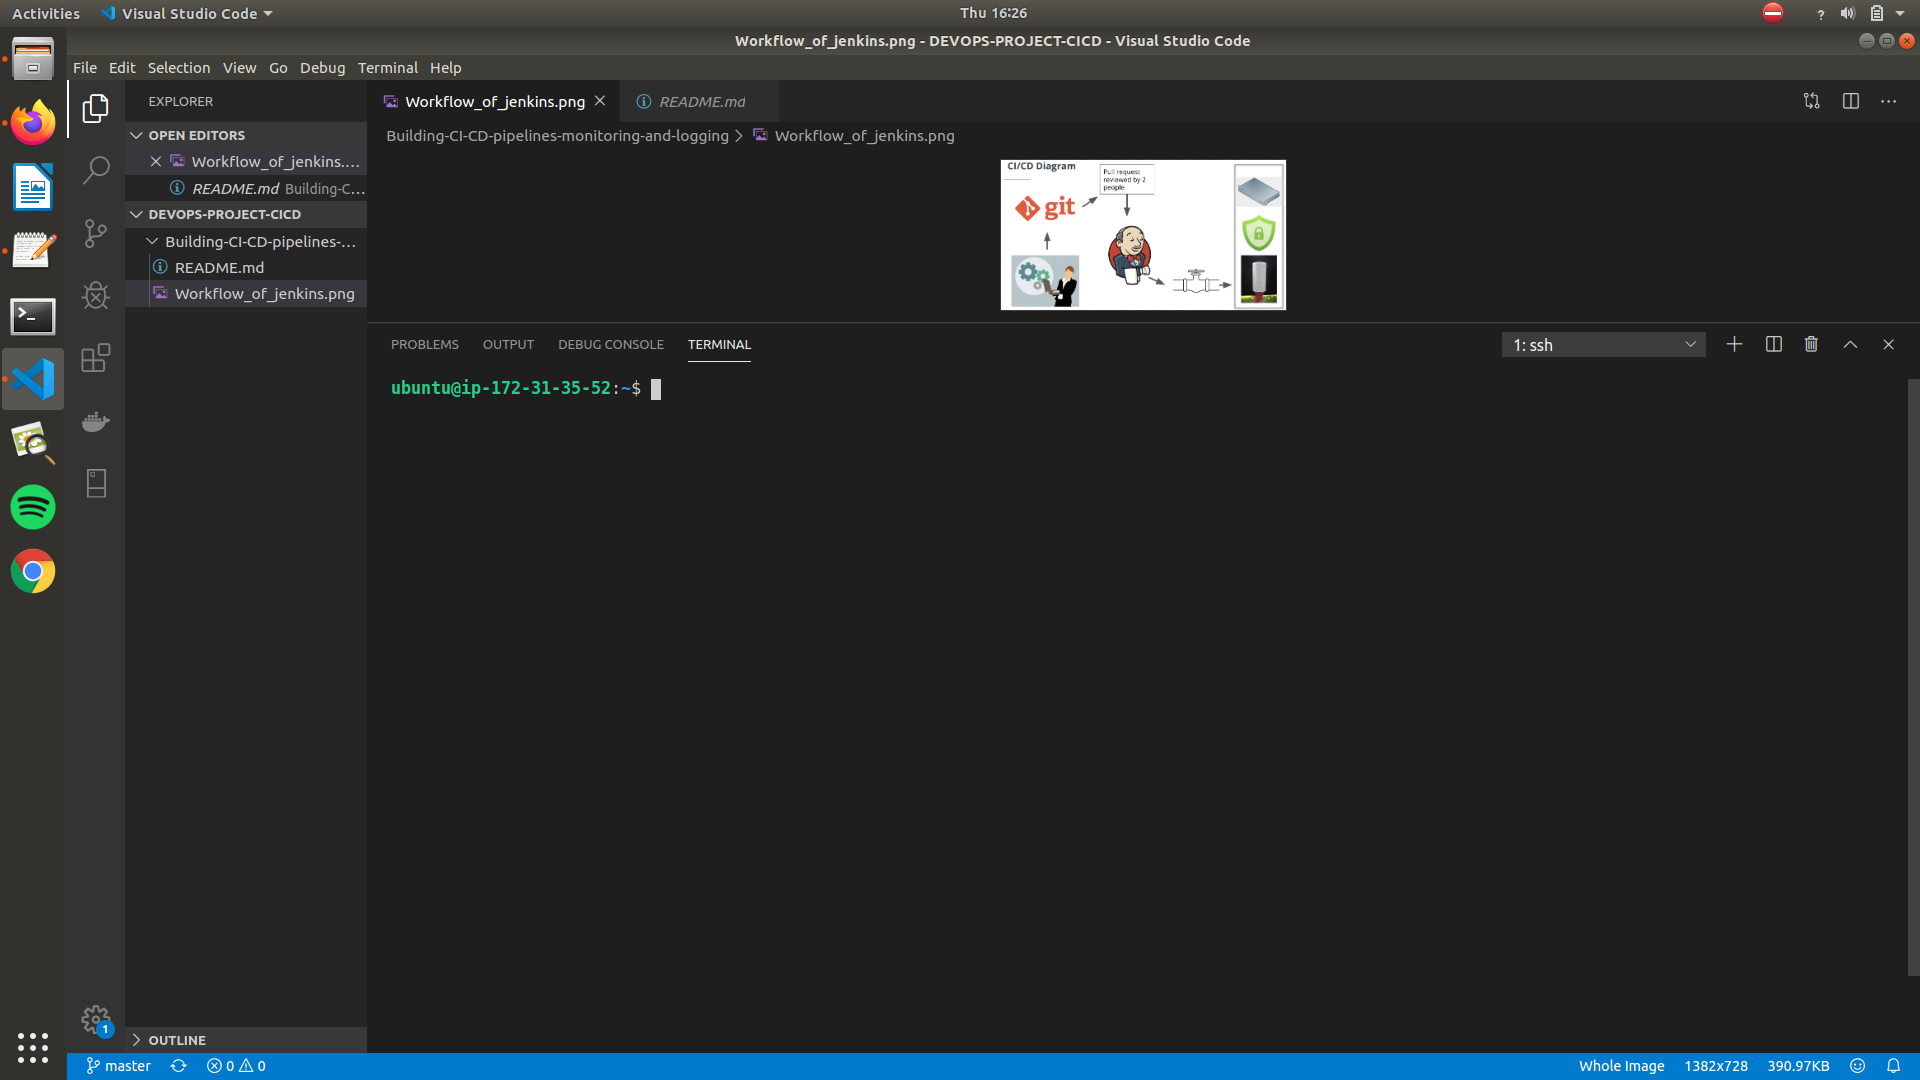 Activities
Visual Studio Code
Thu 16:26
?
Workflow_of_jenkins.png - DEVOPS-PROJECT-CICD - Visual Studio Code
File Edit Selection View Go Debug Terminal Help
EXPLORER
OPEN EDITORS
Workflow_of_jenkins....
README.md Building-C...
DEVOPS-PROJECT-CICD
Building-CI-CD-pipelines-...
README.md
Workflow_of_jenkins.png
OUTLINE
Workflow_of_jenkins.png
README.md
Building-CI-CD-pipelines-monitoring-and-logging > Workflow_of_jenkins.png
CI/CD Diagram
Pull request
reviewed by 2
people
git
PROBLEMS OUTPUT DEBUG CONSOLE TERMINAL
1: ssh
ubuntu@ip-172-31-35-52:~$
1
master 0 0
Whole Image 1382x728 390.97KB